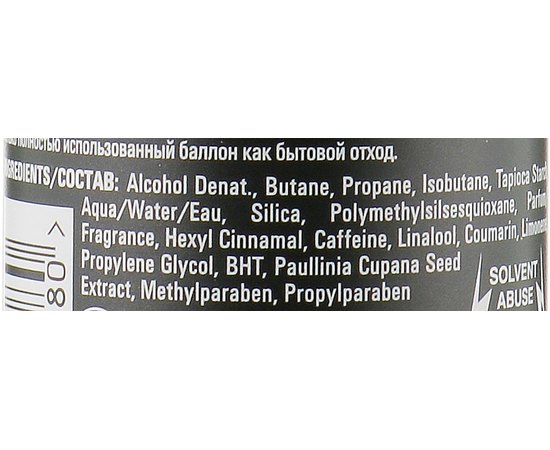 полностью использованный баллон как бытовой отход.
INGREDIENTS/СОСТАВ: Alcohol Denat., Butane, Propane, Isobutane, Tapioca Starch
Aqua/Water/Eau, Silica, Polymethylsilsesquioxane, Parfum
Fragrance, Hexyl Cinnamal, Caffeine, Linalool, Coumarin, Limonene
Propylene Glycol, BHT, Paullinia Cupana Seed
Extract, Methylparaben, Propylparaben
SOLVENT
ABUSE
08 >